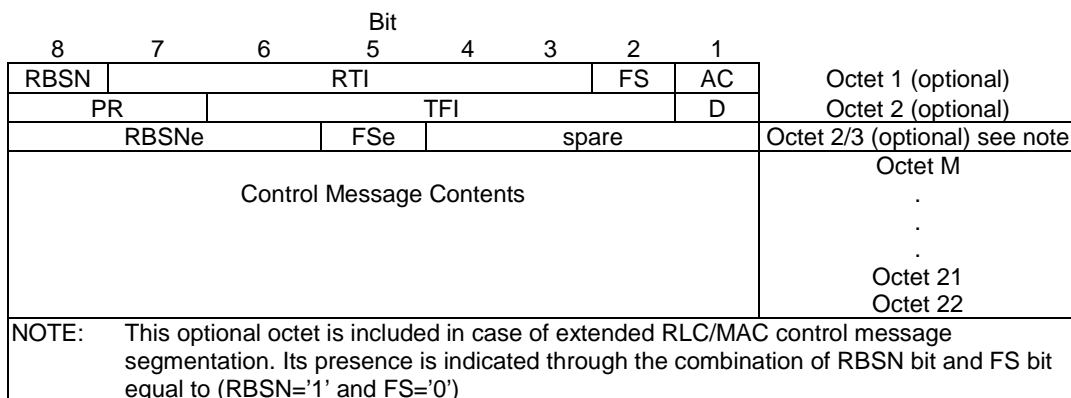 Bit
8 7 6 5 4 3 2 1
RBSN RTI FS AC Octet 1 (optional)
PR TFI D Octet 2 (optional)
RBSNe FSe spare Octet 2/3 (optional) see note
Octet M
Control Message Contents .
.
.
Octet 21
Octet 22
NOTE: This optional octet is included in case of extended RLC/MAC control message
segmentation. Its presence is indicated through the combination of RBSN bit and FS bit
equal to (RBSN='1' and FS='0')